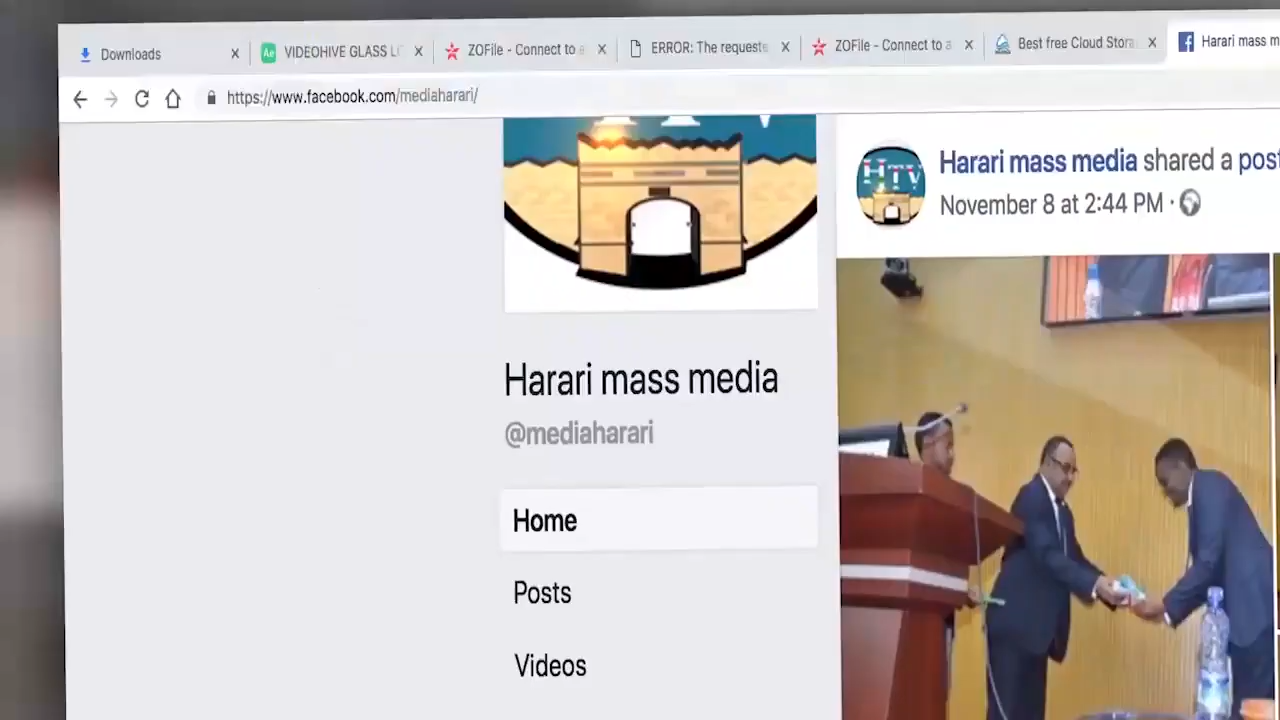 Downloads
VIDEOHIVE GLASS
ZOFile - Connect to
ERROR: The requeste
ZOFile - Connect to a
Best free Cloud Stora
Harari mass m
https://www.facebook.com/mediaharari/
Harari mass media shared a post
November 8 at 2:44 PM ·
HTV
Harari mass media
@mediaharari
Home
Posts
Videos